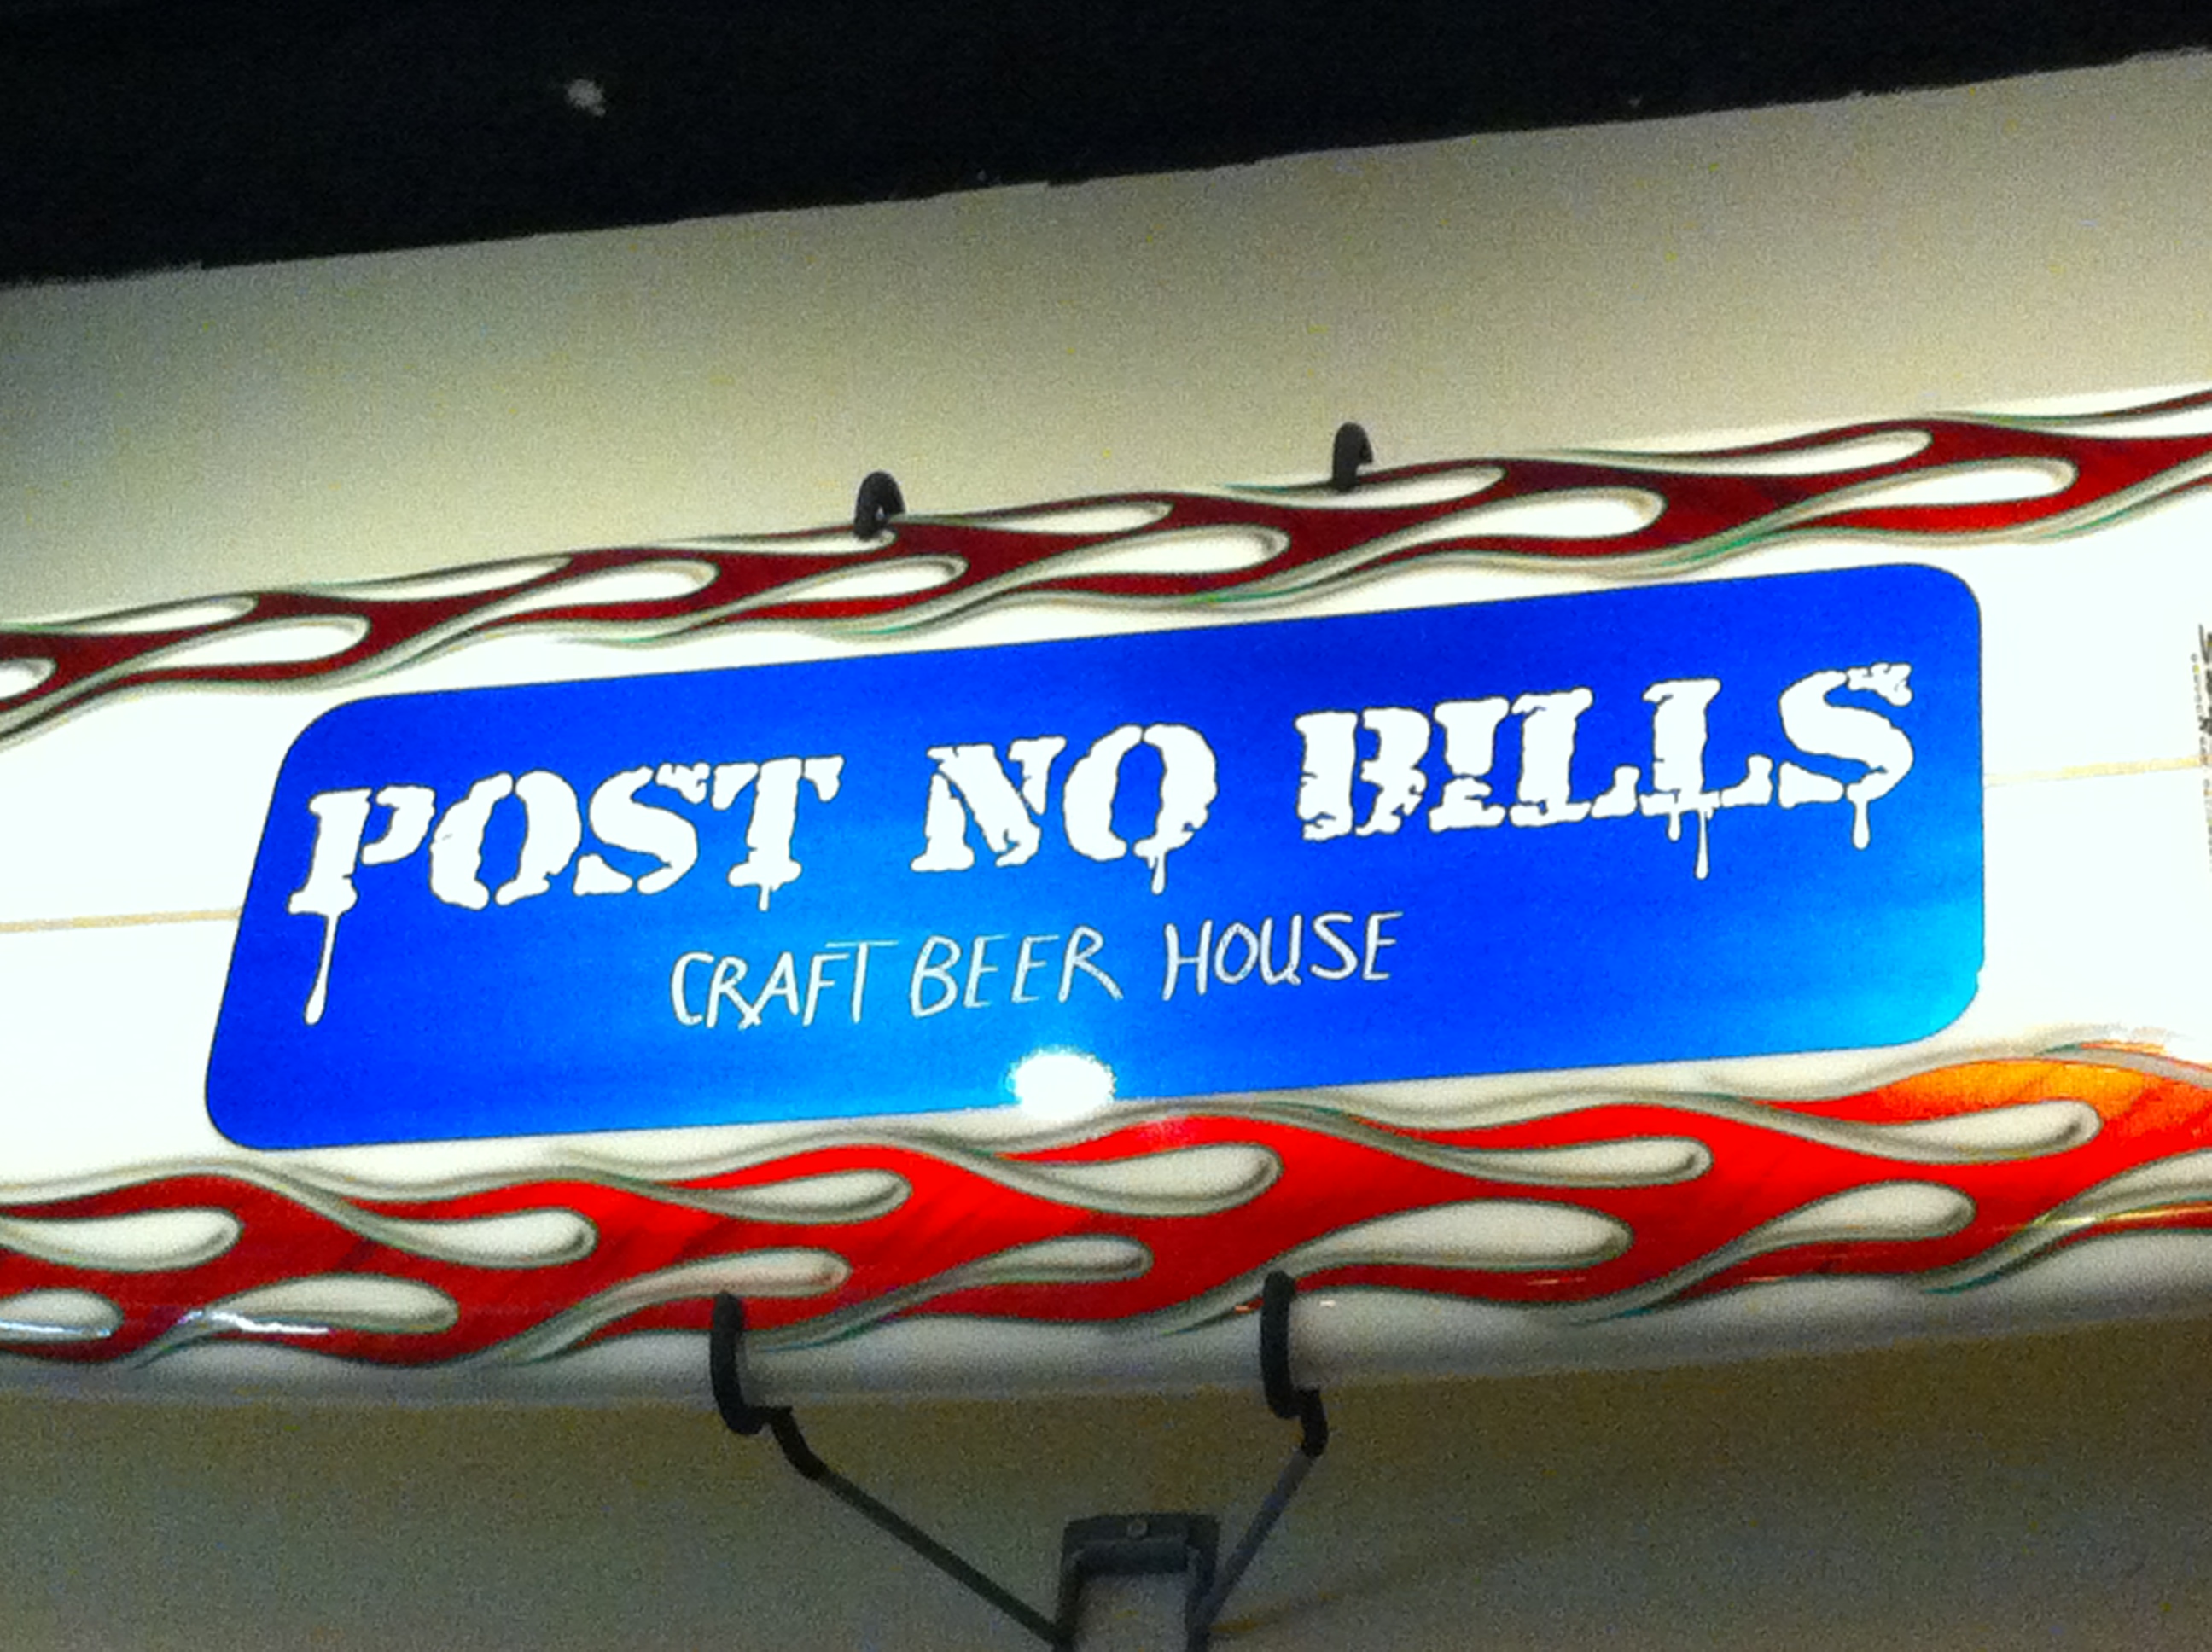 POST NO BILLS
CRAFT BEER HOUSE